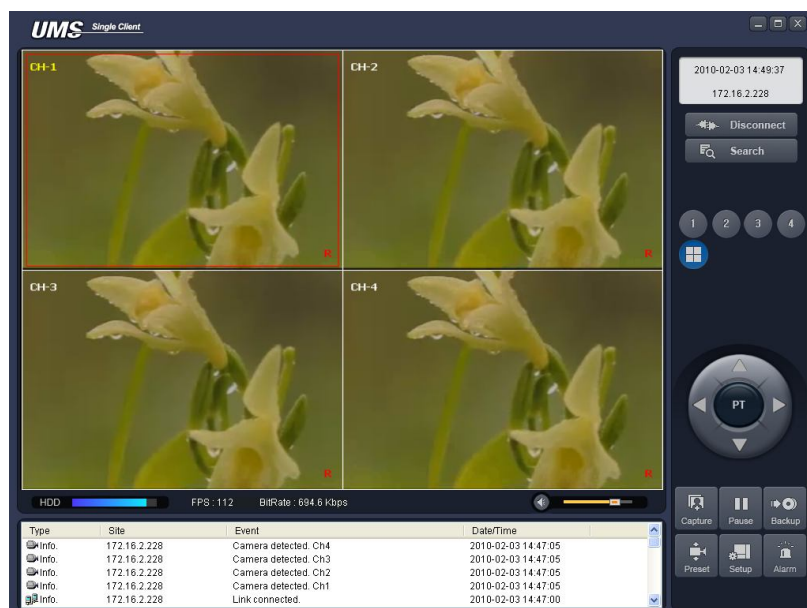 UMS Single Client
CH-1
CH-2
R
R
CH-3
CH-4
R
R
HDD FPS : 112 BitRate : 694.6 Kbps
2010-02-03 14:49:37
172.16.2.228
Disconnect
Search
1 2 3 4
PT
Capture Pause Backup
Preset Setup Alarm
Type Site Event Date/Time
Info. 172.16.2.228 Camera detected. Ch4 2010-02-03 14:47:05
Info. 172.16.2.228 Camera detected. Ch3 2010-02-03 14:47:05
Info. 172.16.2.228 Camera detected. Ch2 2010-02-03 14:47:05
Info. 172.16.2.228 Camera detected. Ch1 2010-02-03 14:47:05
Info. 172.16.2.228 Link connected. 2010-02-03 14:47:00